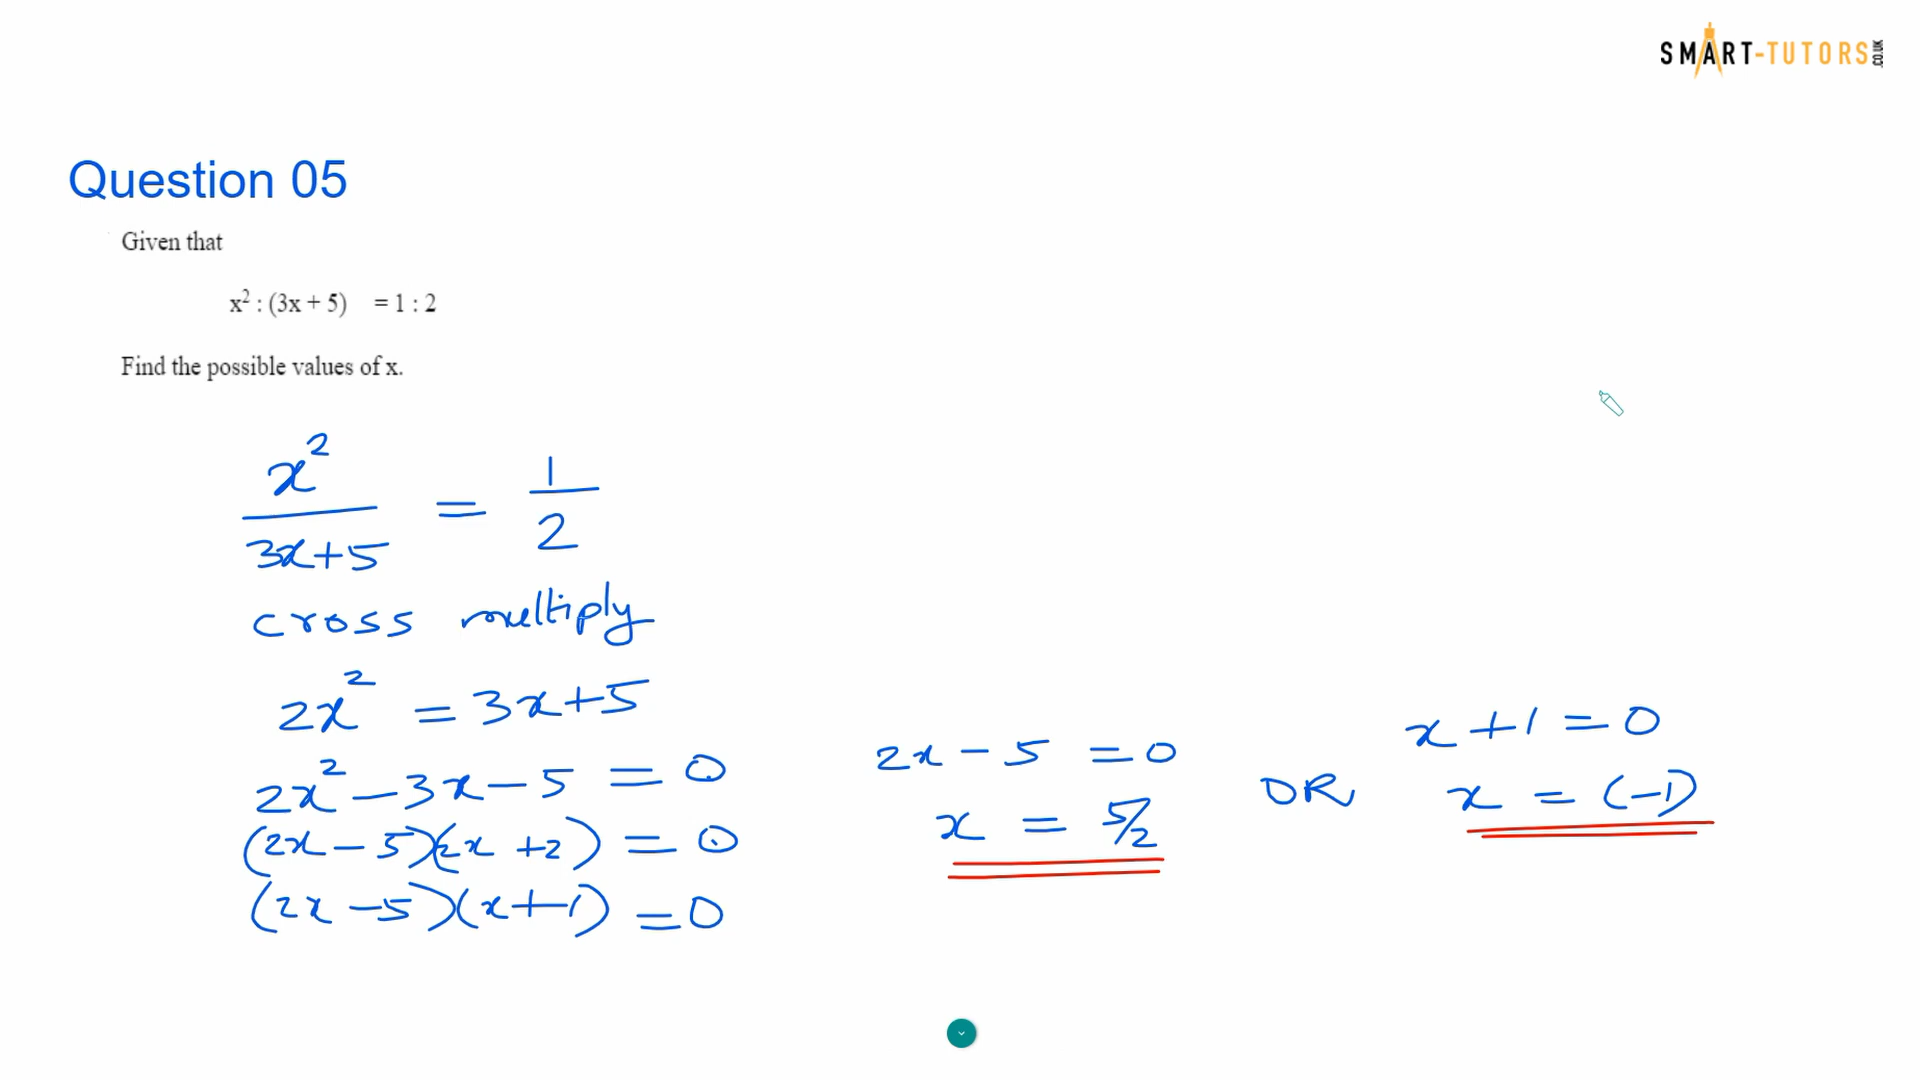 SMART-TUTORS.CO.UK
Question 05
Given that
x² : (3x + 5) = 1 : 2
Find the possible values of x.
x²/3x+5 = 1/2
cross multiply
2x² = 3x+5
2x² - 3x - 5 = 0
(2x - 5)(2x + 2) = 0
(2x - 5)(x + 1) = 0
2x - 5 = 0
x = 5/2
OR
x + 1 = 0
x = (-1)